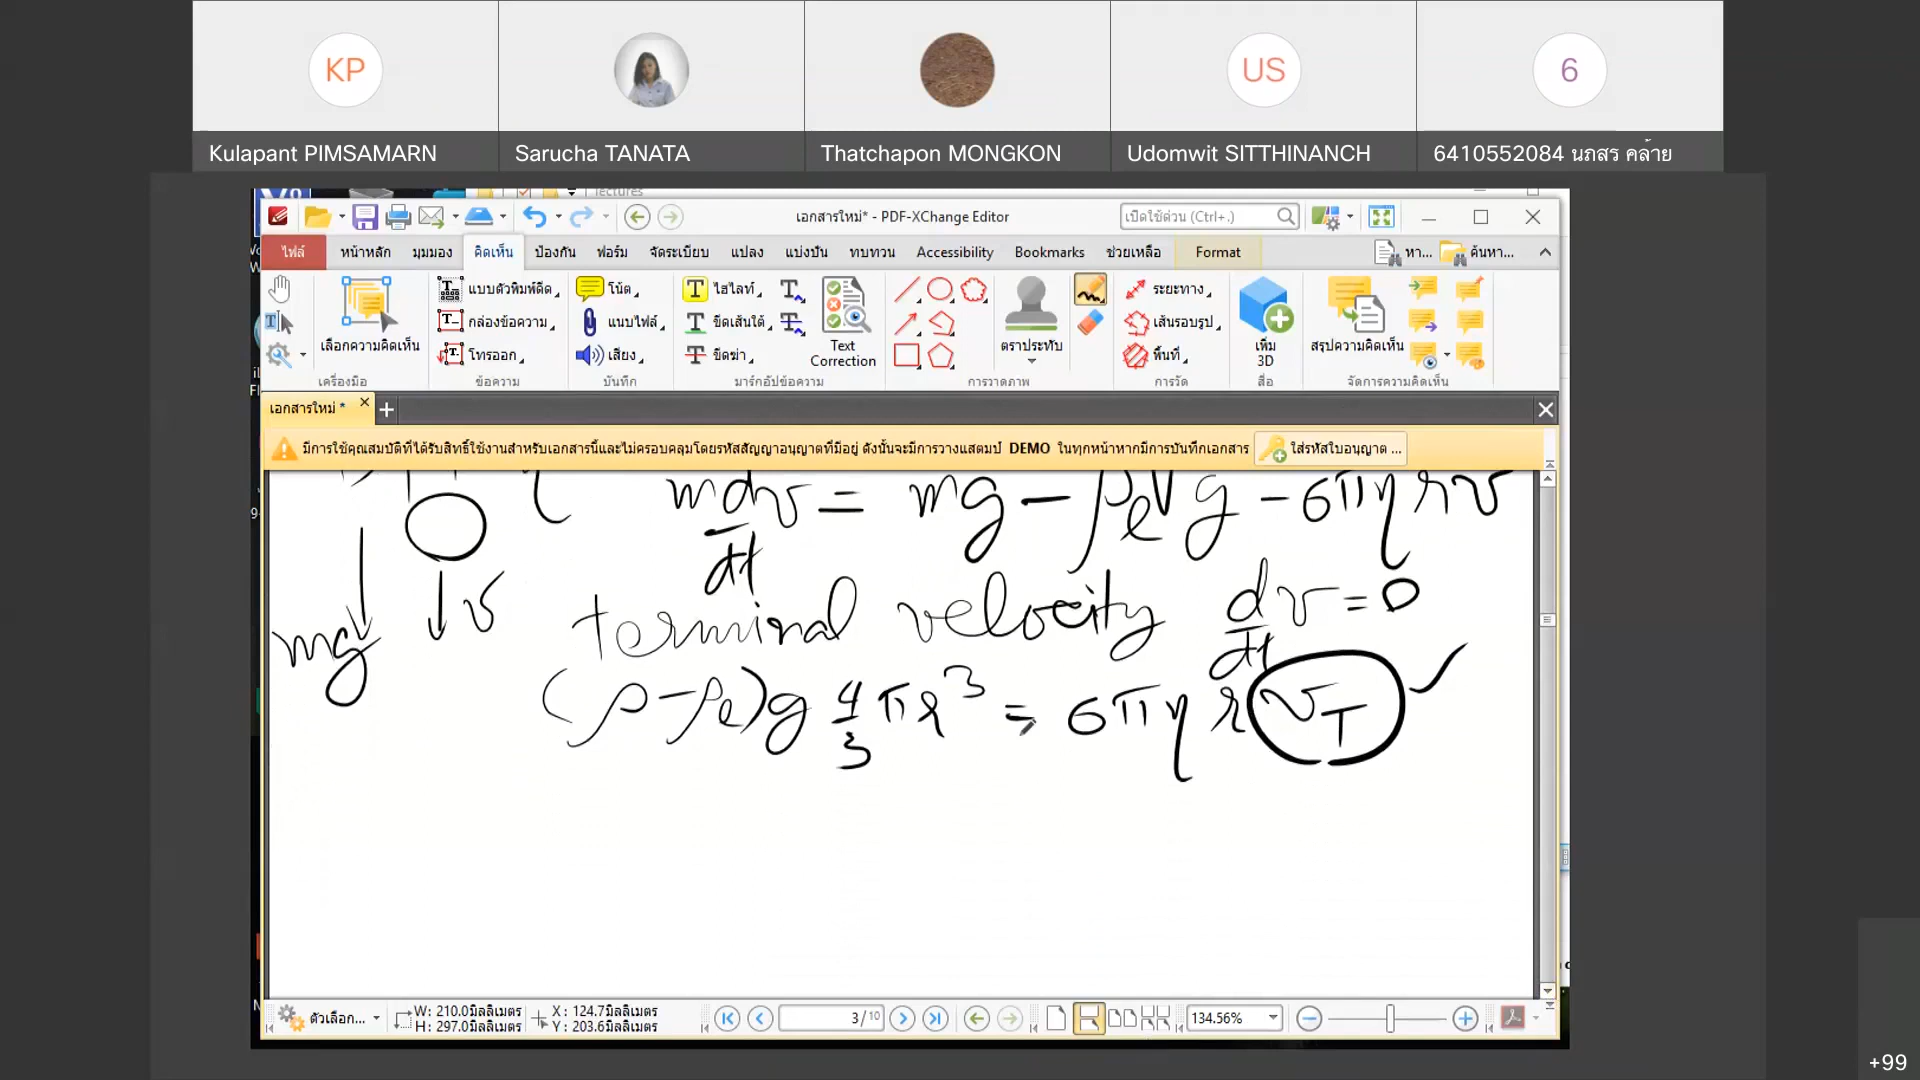 KP
US
6
Kulapant PIMSAMARN
Sarucha TANATA
Thatchapon MONGKON
Udomwit SITTHINANCH
6410552084 นภสร คล้าย
lectures
เอกสารใหม่* - PDF-XChange Editor
เปิดใช้ด่วน (Ctrl+.)
ไฟล์ หน้าหลัก มุมมอง คิดเห็น ป้องกัน ฟอร์ม จัดระเบียบ แปลง แบ่งปัน ทบทวน Accessibility Bookmarks ช่วยเหลือ Format หา... ค้นหา...
แบบตัวพิมพ์ดีด โน้ต ไฮไลท์ ระยะทาง
กล่องข้อความ แนบไฟล์ ขีดเส้นใต้ เส้นรอบรูป
เลือกความคิดเห็น Text Correction ตราประทับ เพิ่ม 3D สรุปความคิดเห็น
โทรออก เสียง ขีดฆ่า พื้นที่
เครื่องมือ ข้อความ บันทึก มาร์กอัปข้อความ การวาดภาพ การวัด สื่อ จัดการความคิดเห็น
เอกสารใหม่ *
มีการใช้คุณสมบัติที่ได้รับสิทธิ์ใช้งานสำหรับเอกสารนี้และไม่ครอบคลุมโดยรหัสสัญญาอนุญาตที่มีอยู่ ดังนั้นจะมีการวางแสตมป์ DEMO ในทุกหน้าหากมีการบันทึกเอกสาร ใส่รหัสใบอนุญาต ...
m dv/dt = mg - ρ_e V g - 6πηrv
mg v
terminal velocity dv/dt = 0
(ρ - ρ_e) g 4/3 π r³ = 6πη r v_T ✓
ตัวเลือก...
W: 210.0มิลลิเมตร
H: 297.0มิลลิเมตร
X: 124.7มิลลิเมตร
Y: 203.6มิลลิเมตร
3/10
134.56%
+99